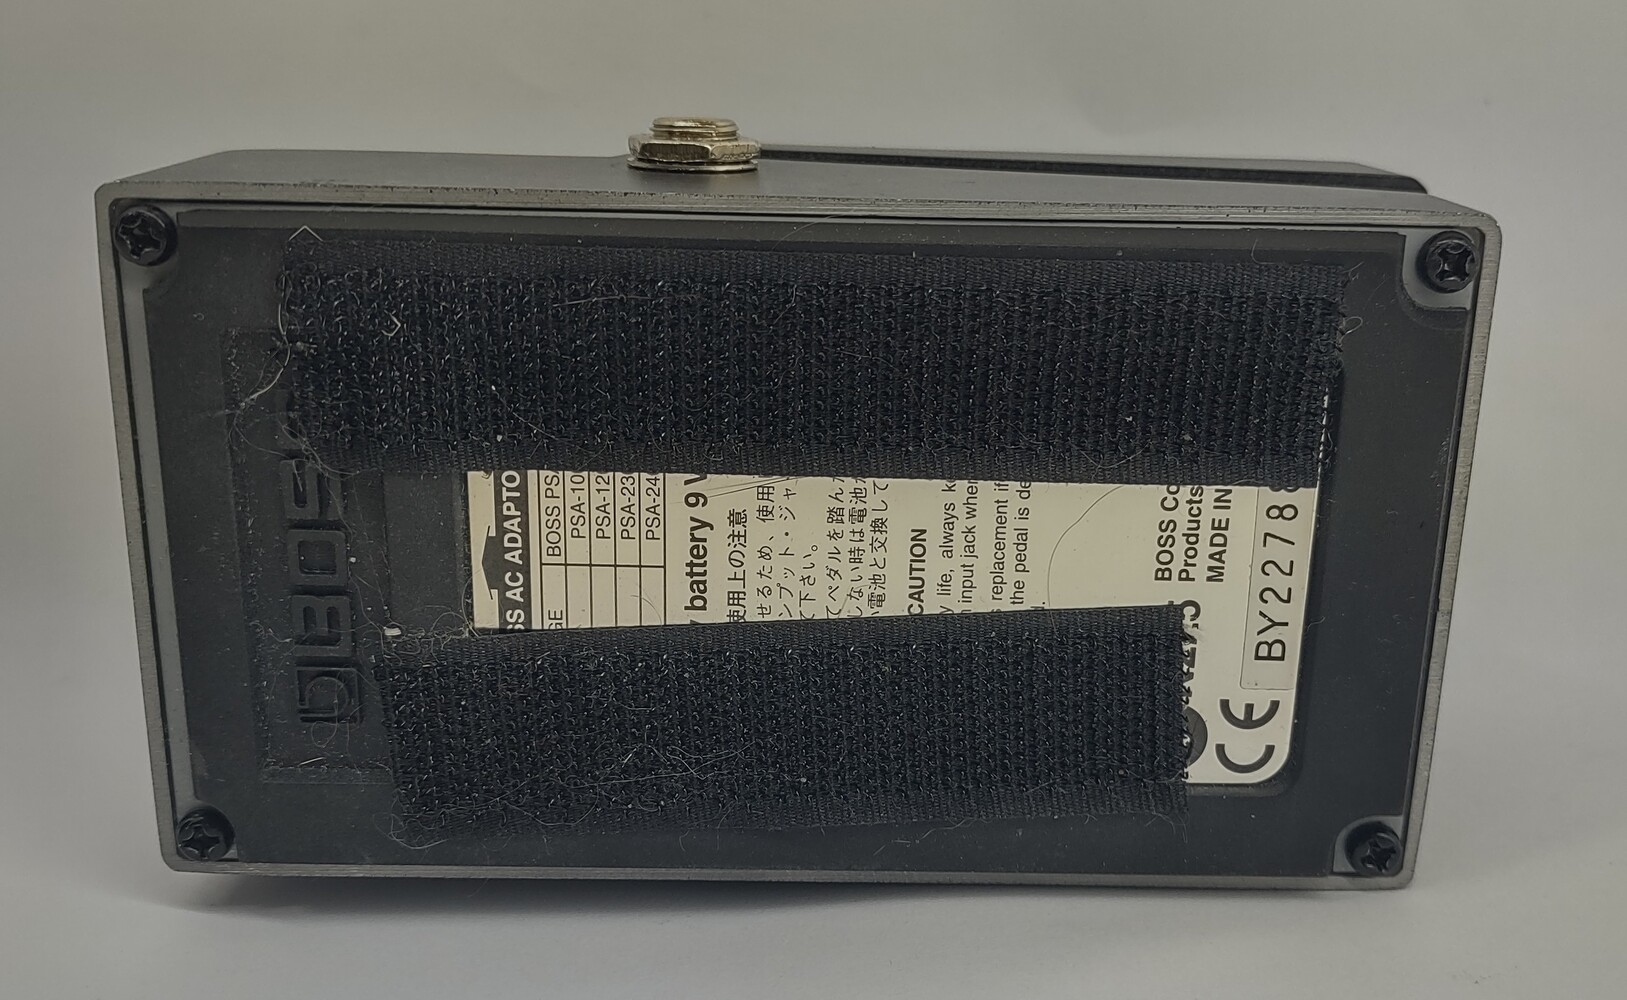 BOSS
SS AC ADAPTO
GE
BOSS PS
PSA-10
PSA-12
PSA-23
PSA-24
battery 9 V
使用上の注意
せるため、使用
ンプット・ジャ
て下さい。
てペダルを踏ん
しない時は電池
電池と交換して
CAUTION
y life, always k
input jack when
replacement if
the pedal is de
BOSS Co
Products
MADE IN
BY2278
CE